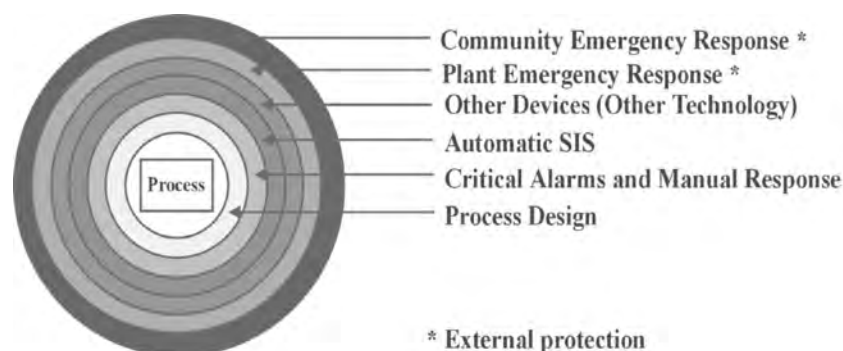 Community Emergency Response *
Plant Emergency Response *
Other Devices (Other Technology)
Automatic SIS
Critical Alarms and Manual Response
Process
Process Design
* External protection